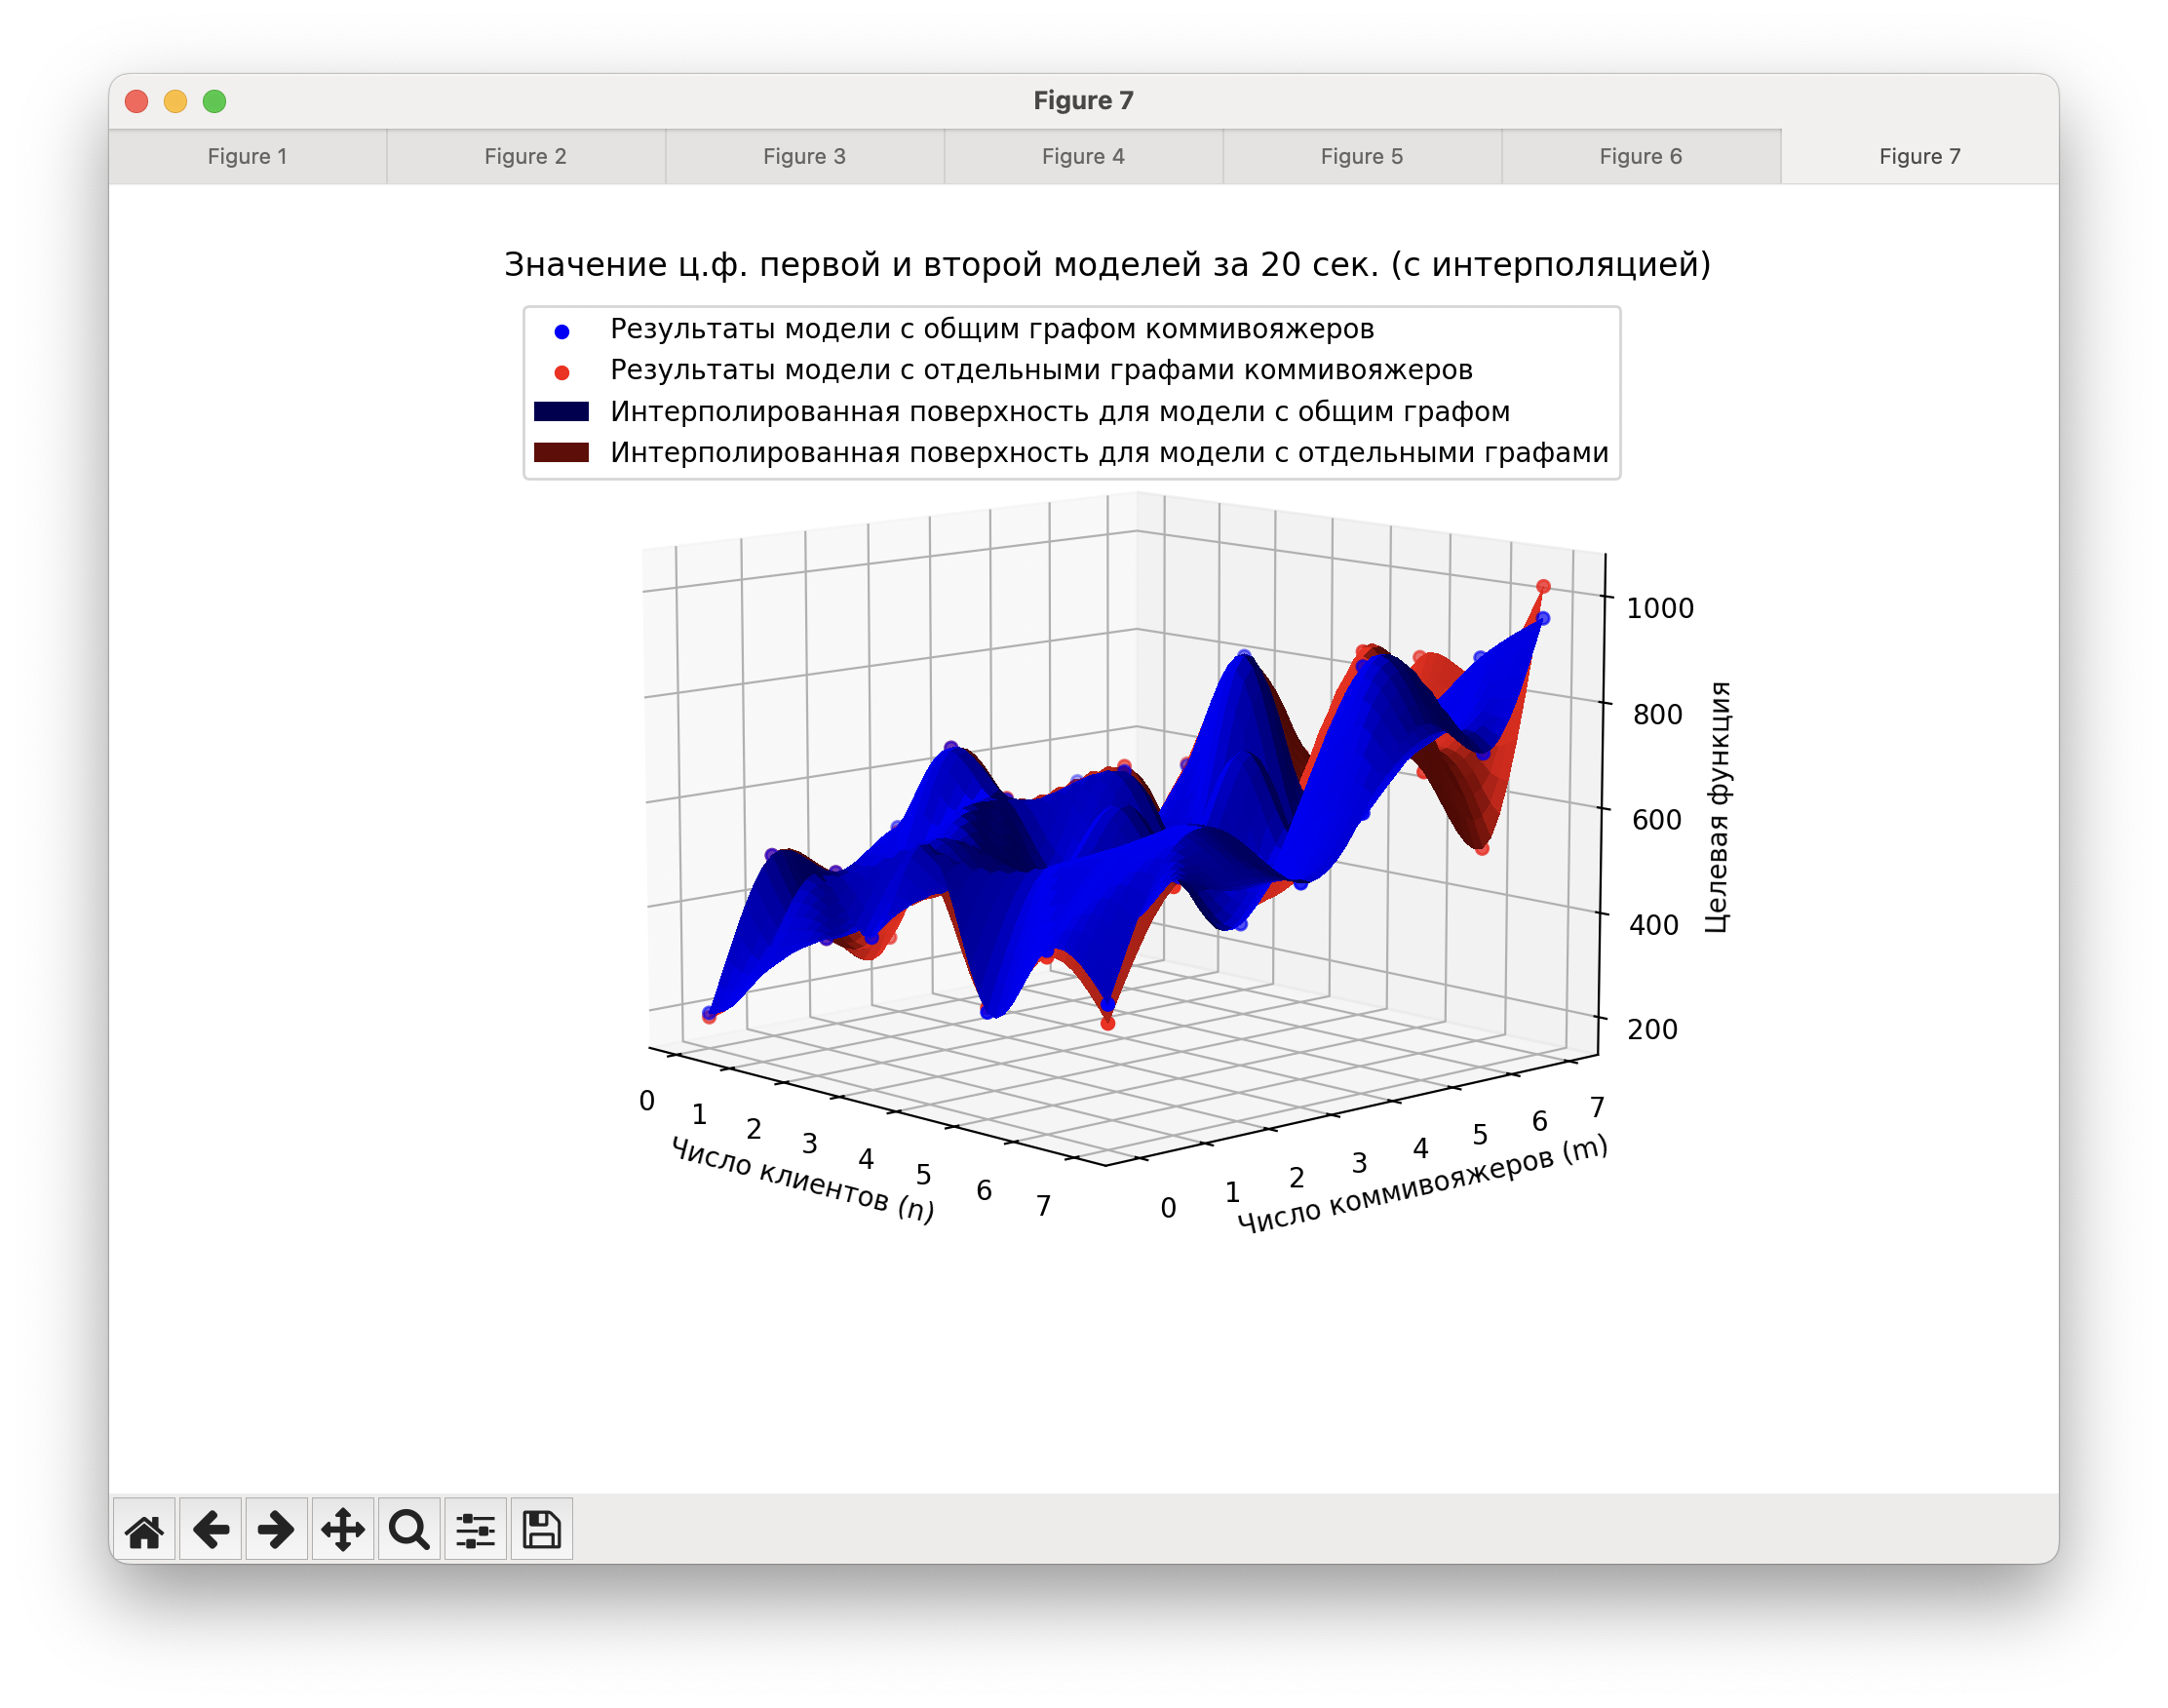 Figure 7
Figure 1
Figure 2
Figure 3
Figure 4
Figure 5
Figure 6
Figure 7
Значение ц.ф. первой и второй моделей за 20 сек. (с интерполяцией)
Результаты модели с общим графом коммивояжеров
Результаты модели с отдельными графами коммивояжеров
Интерполированная поверхность для модели с общим графом
Интерполированная поверхность для модели с отдельными графами
1000
800
600
400
200
Целевая функция
0
1
2
3
4
5
6
7
Число клиентов (n)
0
1
2
3
4
5
6
7
Число коммивояжеров (m)